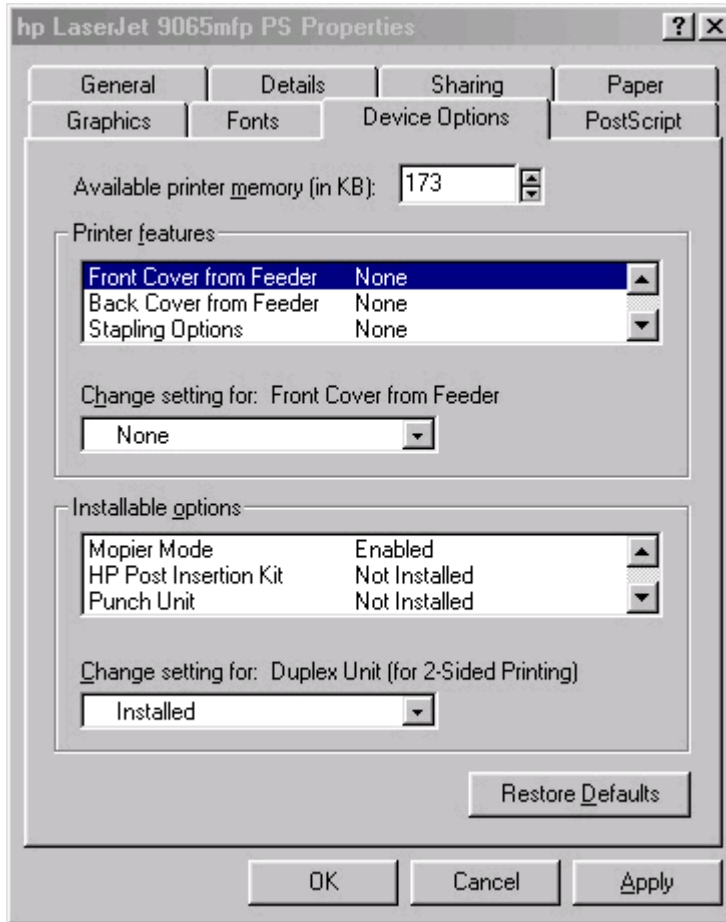 hp LaserJet 9065mfp PS Properties ? X
General Details Sharing Paper
Graphics Fonts Device Options PostScript
Available printer memory (in KB): 173
Printer features
Front Cover from Feeder None
Back Cover from Feeder None
Stapling Options None
Change setting for: Front Cover from Feeder
None
Installable options
Mopier Mode Enabled
HP Post Insertion Kit Not Installed
Punch Unit Not Installed
Change setting for: Duplex Unit (for 2-Sided Printing)
Installed
Restore Defaults
OK Cancel Apply